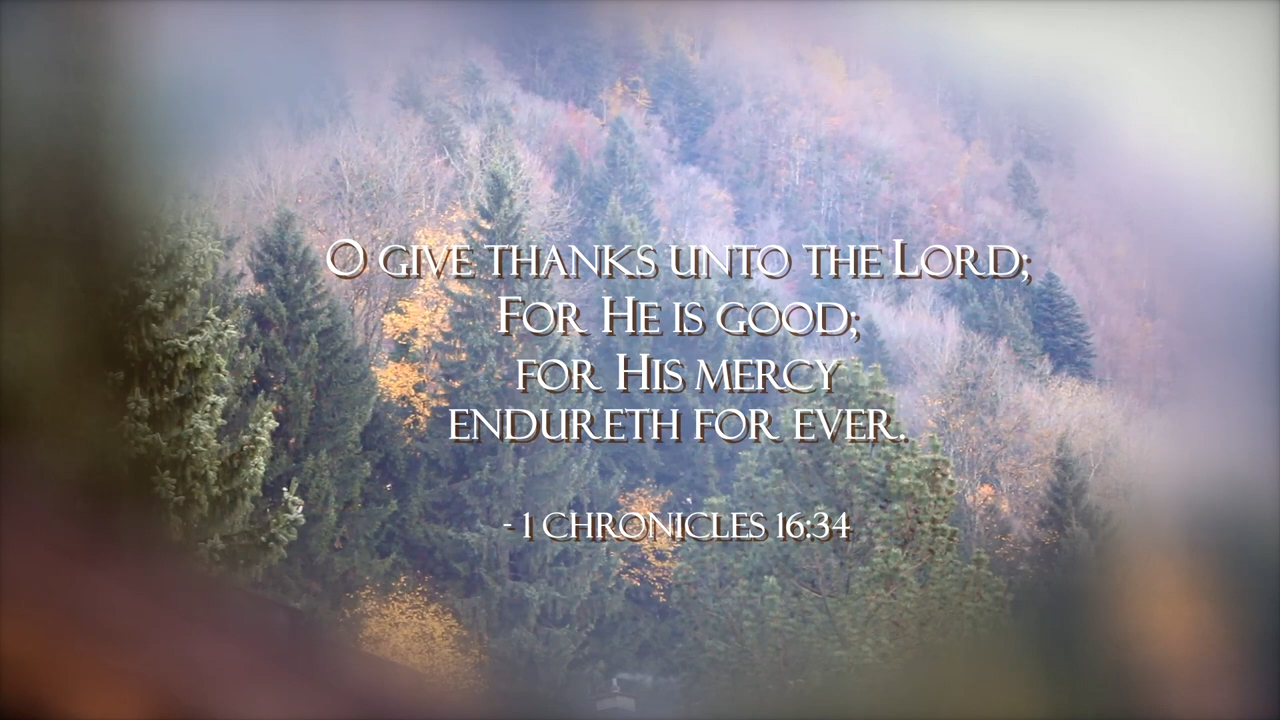 O GIVE THANKS UNTO THE LORD;
FOR HE IS GOOD;
FOR HIS MERCY
ENDURETH FOR EVER.
- 1 CHRONICLES 16:34